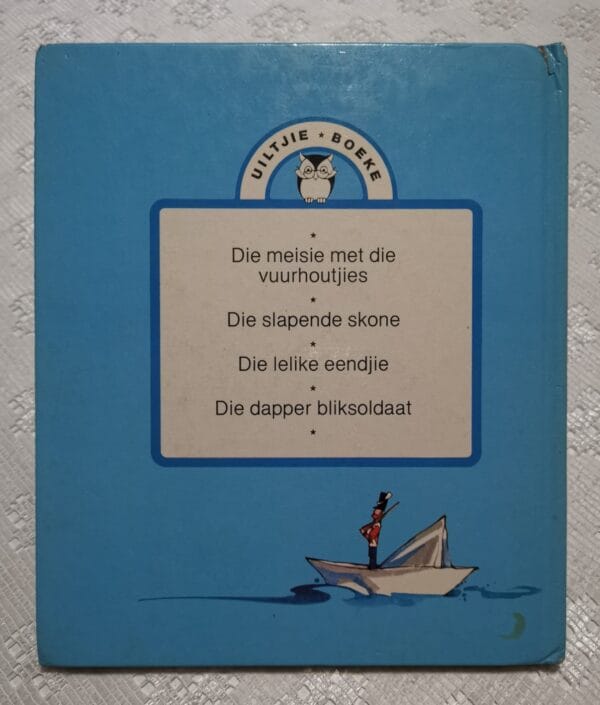 UILTJIE ★ BOEKE
★
Die meisie met die
vuurhoutjies
★
Die slapende skone
★
Die lelike eendjie
★
Die dapper bliksoldaat
★